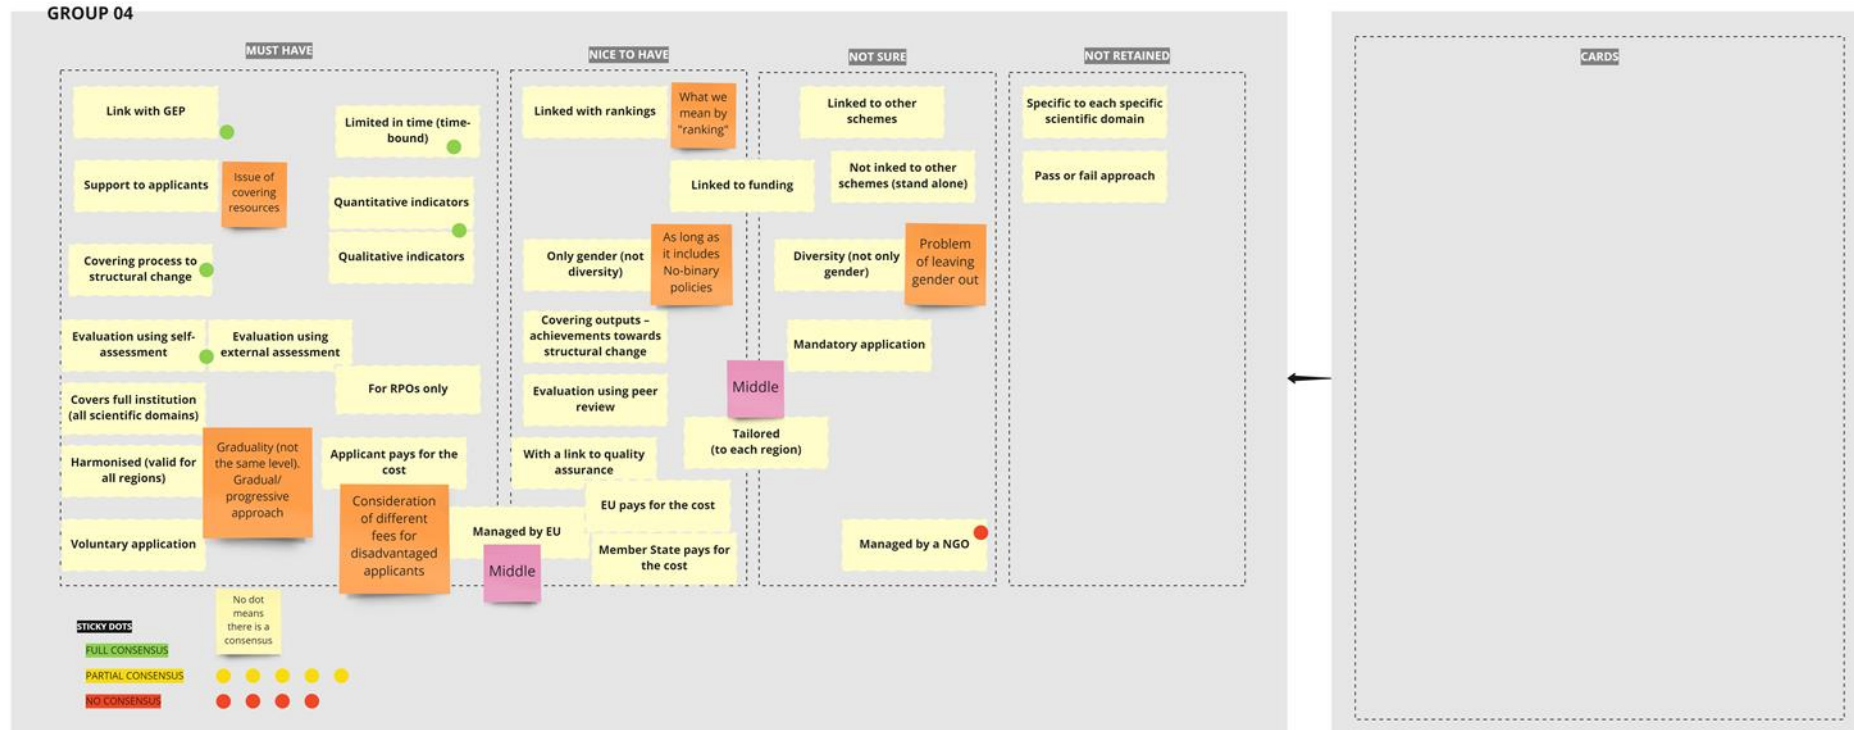 GROUP 04
MUST HAVE
Link with GEP
Limited in time (time-
bound)
Support to applicants
Issue of
covering
resources
Quantitative indicators
Covering process to
structural change
Qualitative indicators
Evaluation using self-
assessment
Evaluation using
external assessment
For RPOs only
Covers full institution
(all scientific domains)
Harmonised (valid for
all regions)
Graduality (not
the same level).
Gradual/
progressive
approach
Applicant pays for the
cost
Consideration
of different
fees for
disadvantaged
applicants
Voluntary application
Managed by EU
Middle
NICE TO HAVE
Linked with rankings
What we
mean by
"ranking"
Linked to funding
Only gender (not
diversity)
As long as
it includes
No-binary
policies
Covering outputs –
achievements towards
structural change
Evaluation using peer
review
Middle
Tailored
(to each region)
With a link to quality
assurance
EU pays for the cost
Member State pays for
the cost
NOT SURE
Linked to other
schemes
Not inked to other
schemes (stand alone)
Diversity (not only
gender)
Problem
of leaving
gender out
Mandatory application
Managed by a NGO
NOT RETAINED
Specific to each specific
scientific domain
Pass or fail approach
CARDS
STICKY DOTS
No dot
means
there is a
consensus
FULL CONSENSUS
PARTIAL CONSENSUS
NO CONSENSUS